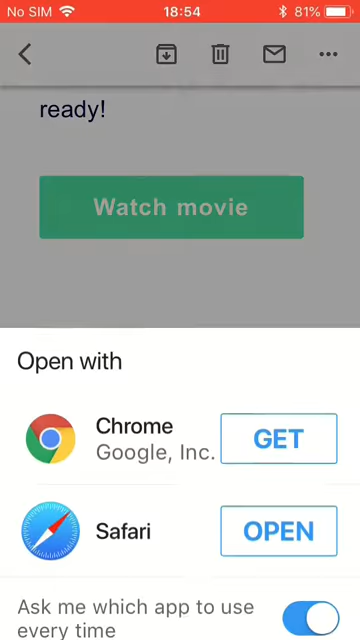 No SIM 18:54 81%
ready!
Watch movie
Open with
Chrome
Google, Inc.
GET
Safari
OPEN
Ask me which app to use
every time